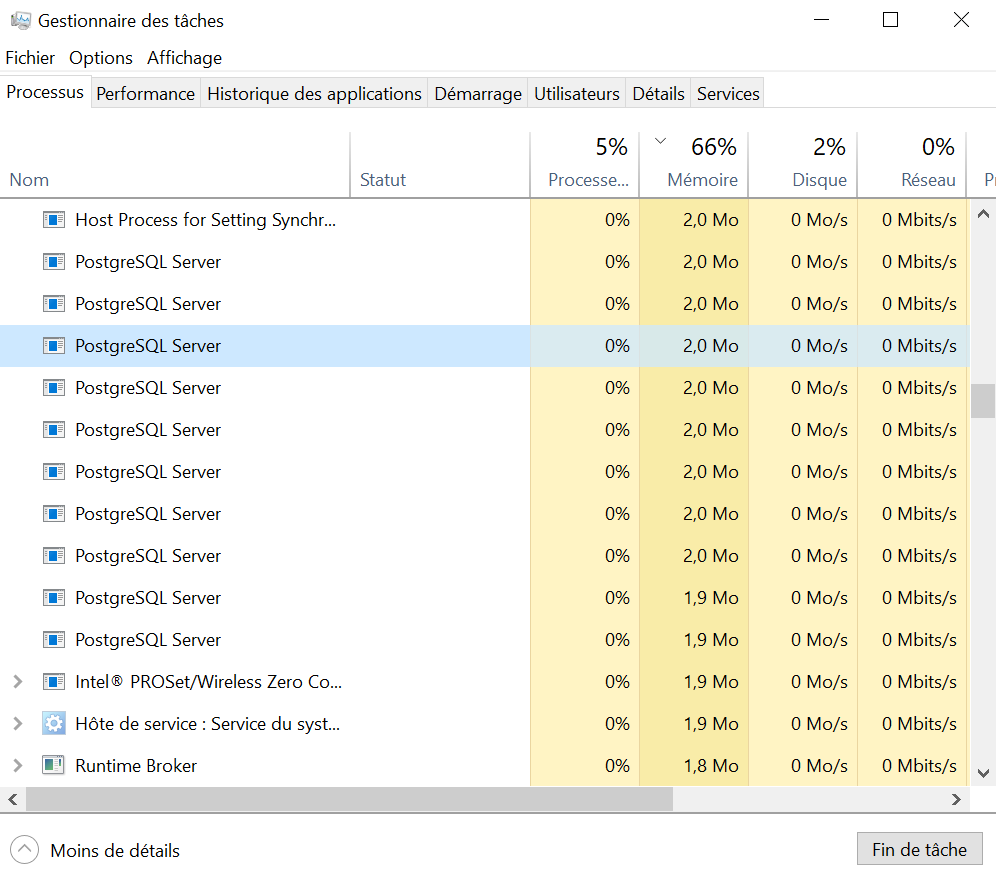 Gestionnaire des tâches
Fichier Options Affichage
Processus Performance Historique des applications Démarrage Utilisateurs Détails Services
5% 66% 2% 0%
Nom Statut Processe... Mémoire Disque Réseau Pr
Host Process for Setting Synchr... 0% 2,0 Mo 0 Mo/s 0 Mbits/s
PostgreSQL Server 0% 2,0 Mo 0 Mo/s 0 Mbits/s
PostgreSQL Server 0% 2,0 Mo 0 Mo/s 0 Mbits/s
PostgreSQL Server 0% 2,0 Mo 0 Mo/s 0 Mbits/s
PostgreSQL Server 0% 2,0 Mo 0 Mo/s 0 Mbits/s
PostgreSQL Server 0% 2,0 Mo 0 Mo/s 0 Mbits/s
PostgreSQL Server 0% 2,0 Mo 0 Mo/s 0 Mbits/s
PostgreSQL Server 0% 2,0 Mo 0 Mo/s 0 Mbits/s
PostgreSQL Server 0% 2,0 Mo 0 Mo/s 0 Mbits/s
PostgreSQL Server 0% 1,9 Mo 0 Mo/s 0 Mbits/s
PostgreSQL Server 0% 1,9 Mo 0 Mo/s 0 Mbits/s
Intel® PROSet/Wireless Zero Co... 0% 1,9 Mo 0 Mo/s 0 Mbits/s
Hôte de service : Service du syst... 0% 1,9 Mo 0 Mo/s 0 Mbits/s
Runtime Broker 0% 1,8 Mo 0 Mo/s 0 Mbits/s
Moins de détails Fin de tâche